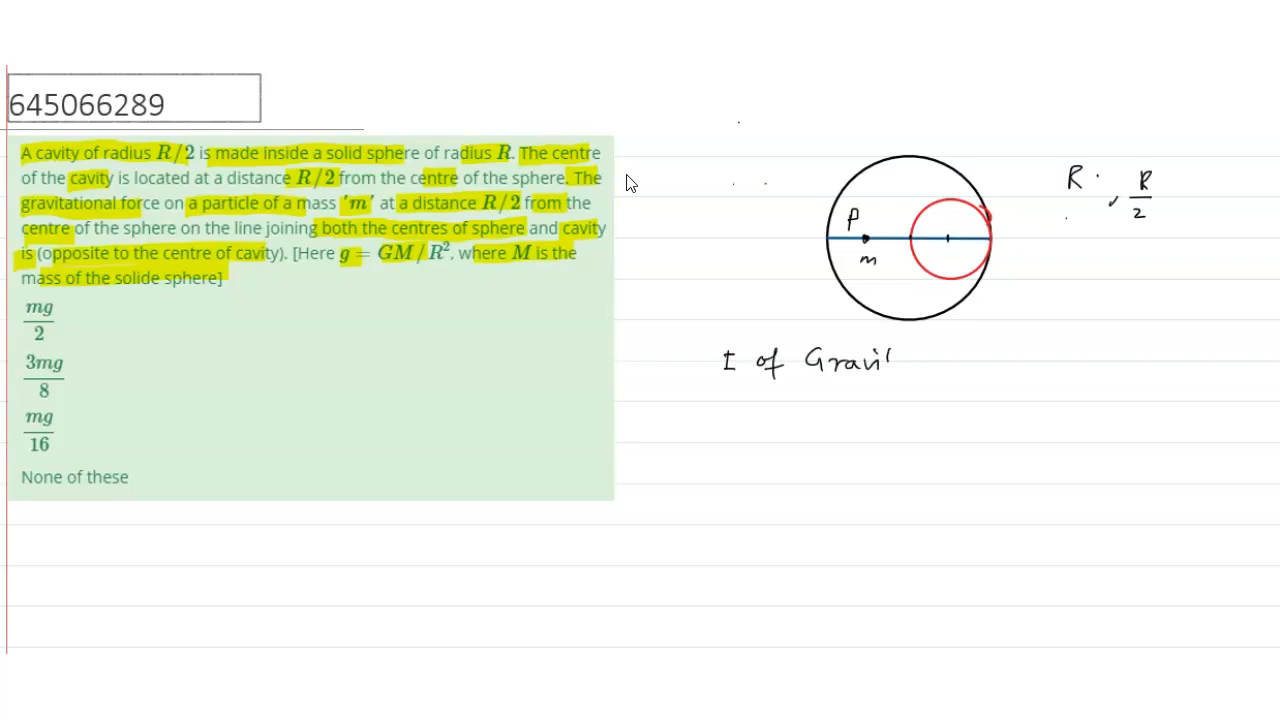 645066289
A cavity of radius R/2 is made inside a solid sphere of radius R. The centre
of the cavity is located at a distance R/2 from the centre of the sphere. The
gravitational force on a particle of a mass 'm' at a distance R/2 from the
centre of the sphere on the line joining both the centres of sphere and cavity
is (opposite to the centre of cavity). [Here g = GM/R², where M is the
mass of the solide sphere]
mg/2
3mg/8
mg/16
None of these
P
m
R
R/2
I of Gravi